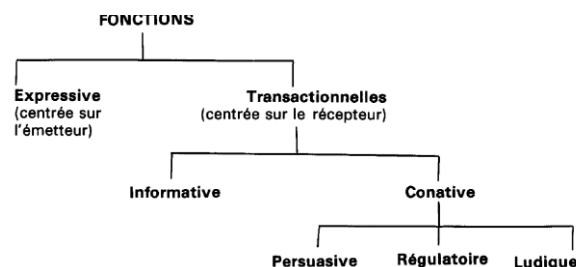 FONCTIONS
Expressive
(centrée sur
l'émetteur)
Transactionnelles
(centrée sur le récepteur)
Informative
Conative
Persuasive
Régulatoire
Ludique